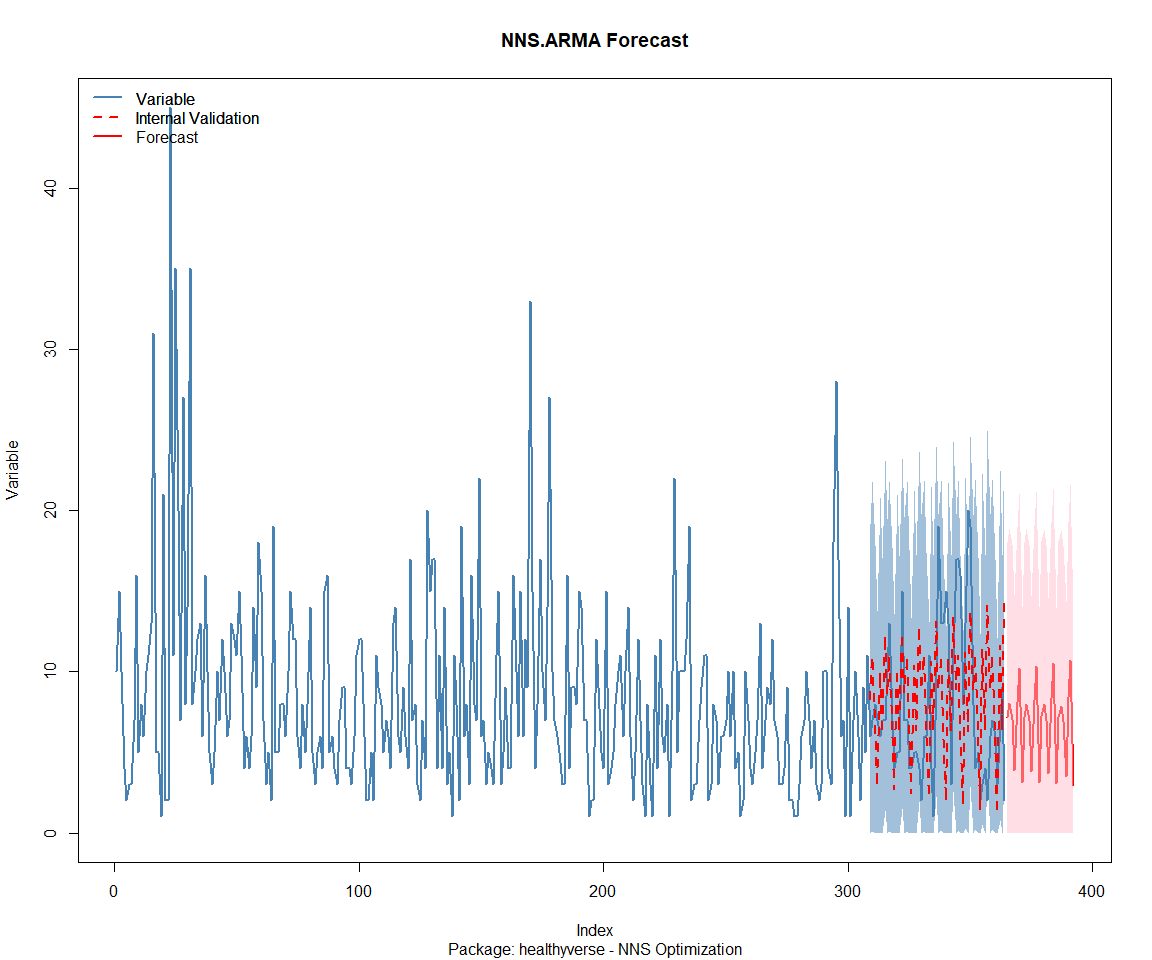 NNS.ARMA Forecast
Variable
Internal Validation
Forecast
40
30
20
10
0
Variable
0
100
200
300
400
Index
Package: healthyverse - NNS Optimization